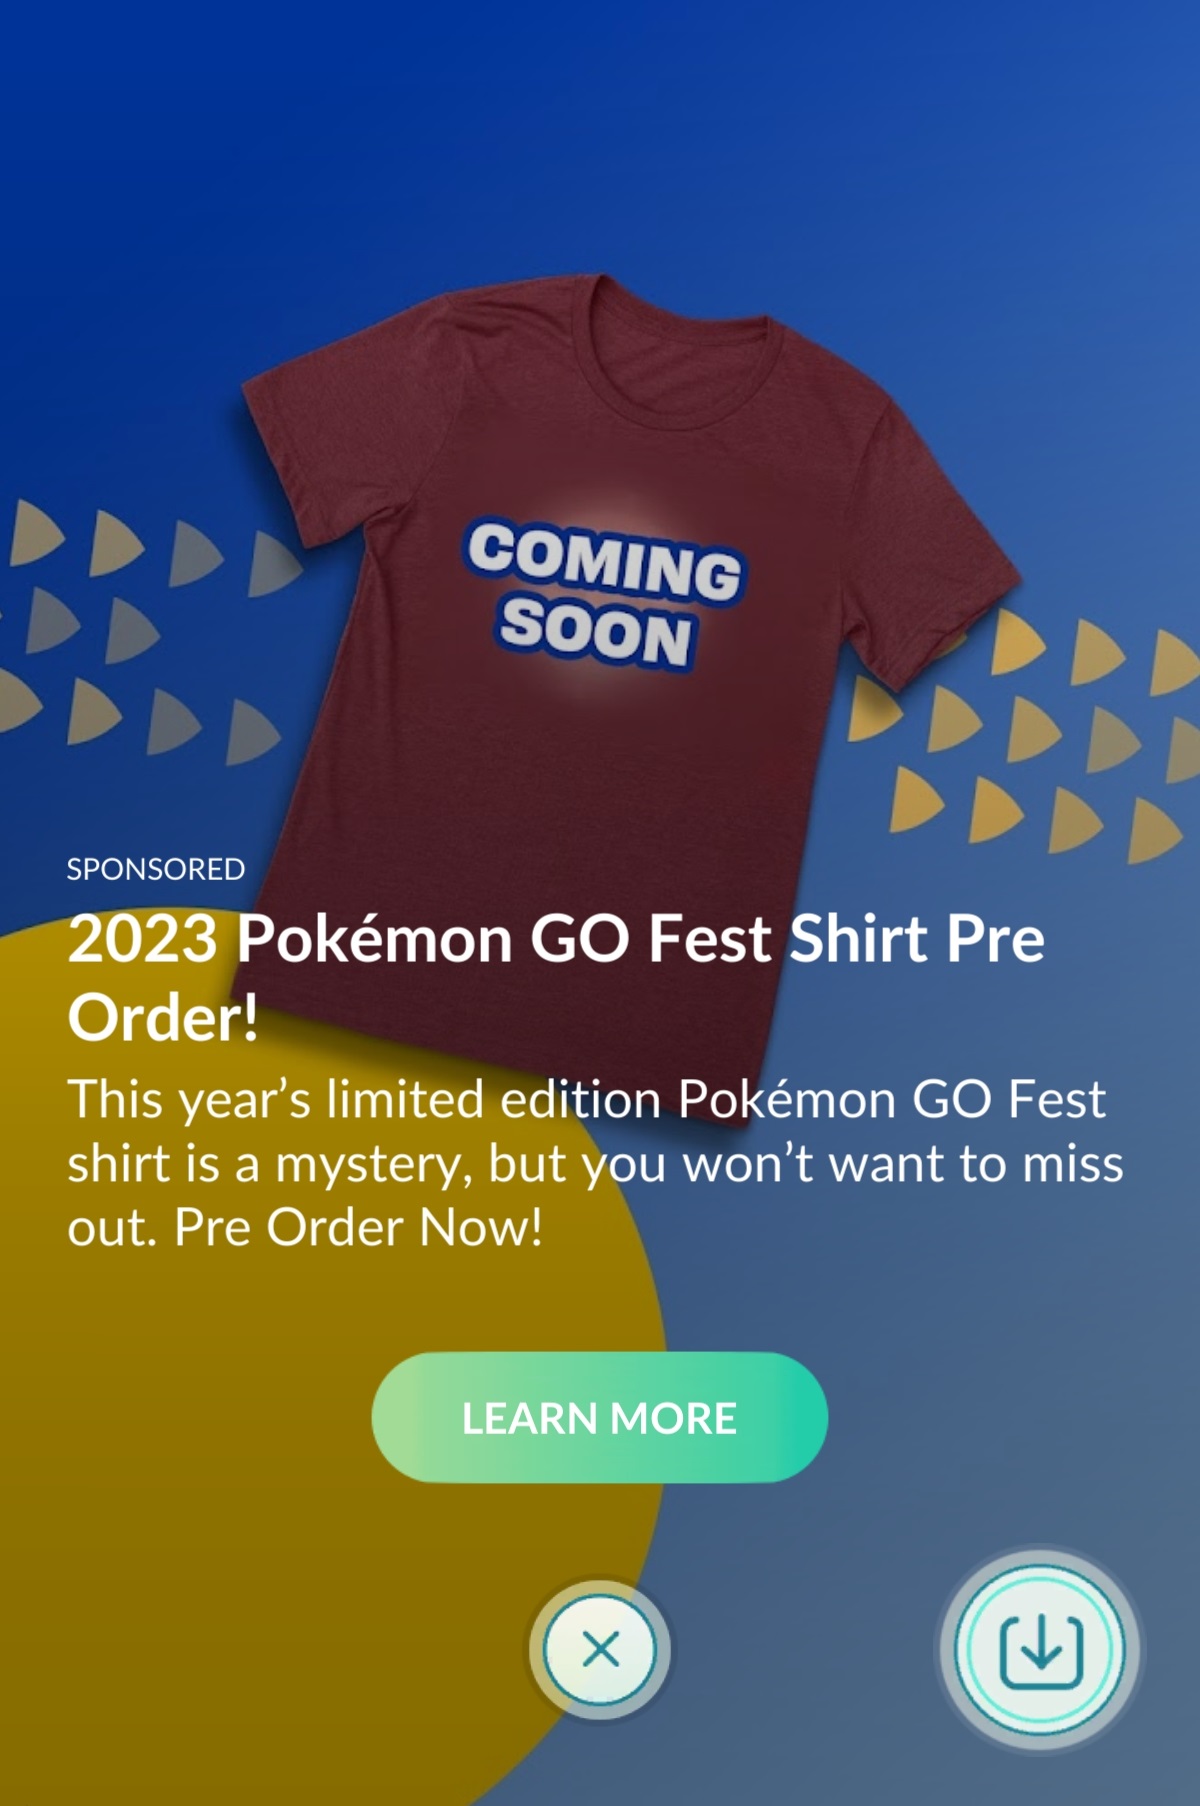 COMING
SOON
SPONSORED
2023 Pokémon GO Fest Shirt Pre
Order!
This year’s limited edition Pokémon GO Fest
shirt is a mystery, but you won’t want to miss
out. Pre Order Now!
LEARN MORE